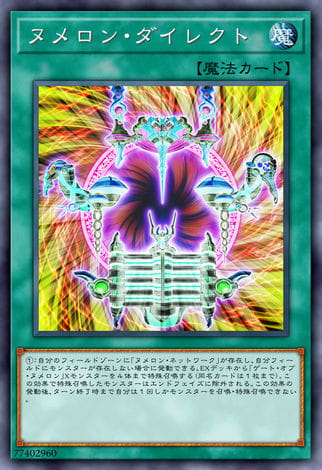 ヌメロン・ダイレクト
魔
【魔法カード】
①:自分のフィールドゾーンに「ヌメロン・ネットワーク」が存在し、自分フィー
ルドにモンスターが存在しない場合に発動できる。EXデッキから「ゲート・オブ
・ヌメロン」Xモンスターを4体まで特殊召喚する(同名カードは1枚まで)。こ
の効果で特殊召喚したモンスターはエンドフェイズに除外される。この効果の
発動後、ターン終了時まで自分は1回しかモンスターを召喚・特殊召喚できない
。
77402960